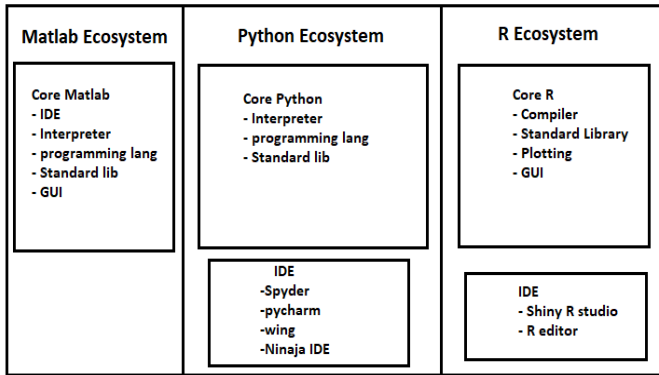 Matlab Ecosystem
Core Matlab
- IDE
- Interpreter
- programming lang
- Standard lib
- GUI
Python Ecosystem
Core Python
- Interpreter
- programming lang
- Standard lib
IDE
-Spyder
-pycharm
-wing
-Ninaja IDE
R Ecosystem
Core R
- Compiler
- Standard Library
- Plotting
- GUI
IDE
- Shiny R studio
- R editor